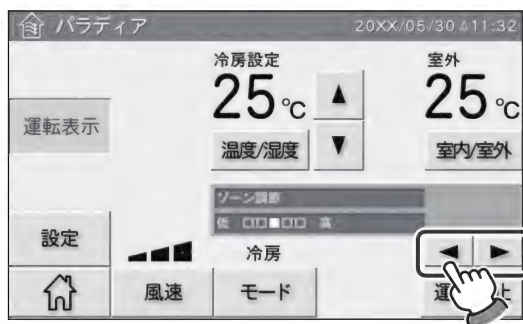 パラディア 20XX/05/30 11:32
冷房設定 室外
25℃ ▲ 25℃
運転表示
温度/湿度 ▼ 室内/室外
ゾーン調節
低 □□■□□ 高
設定 冷房 ◀ ▶
風速 モード 運 止